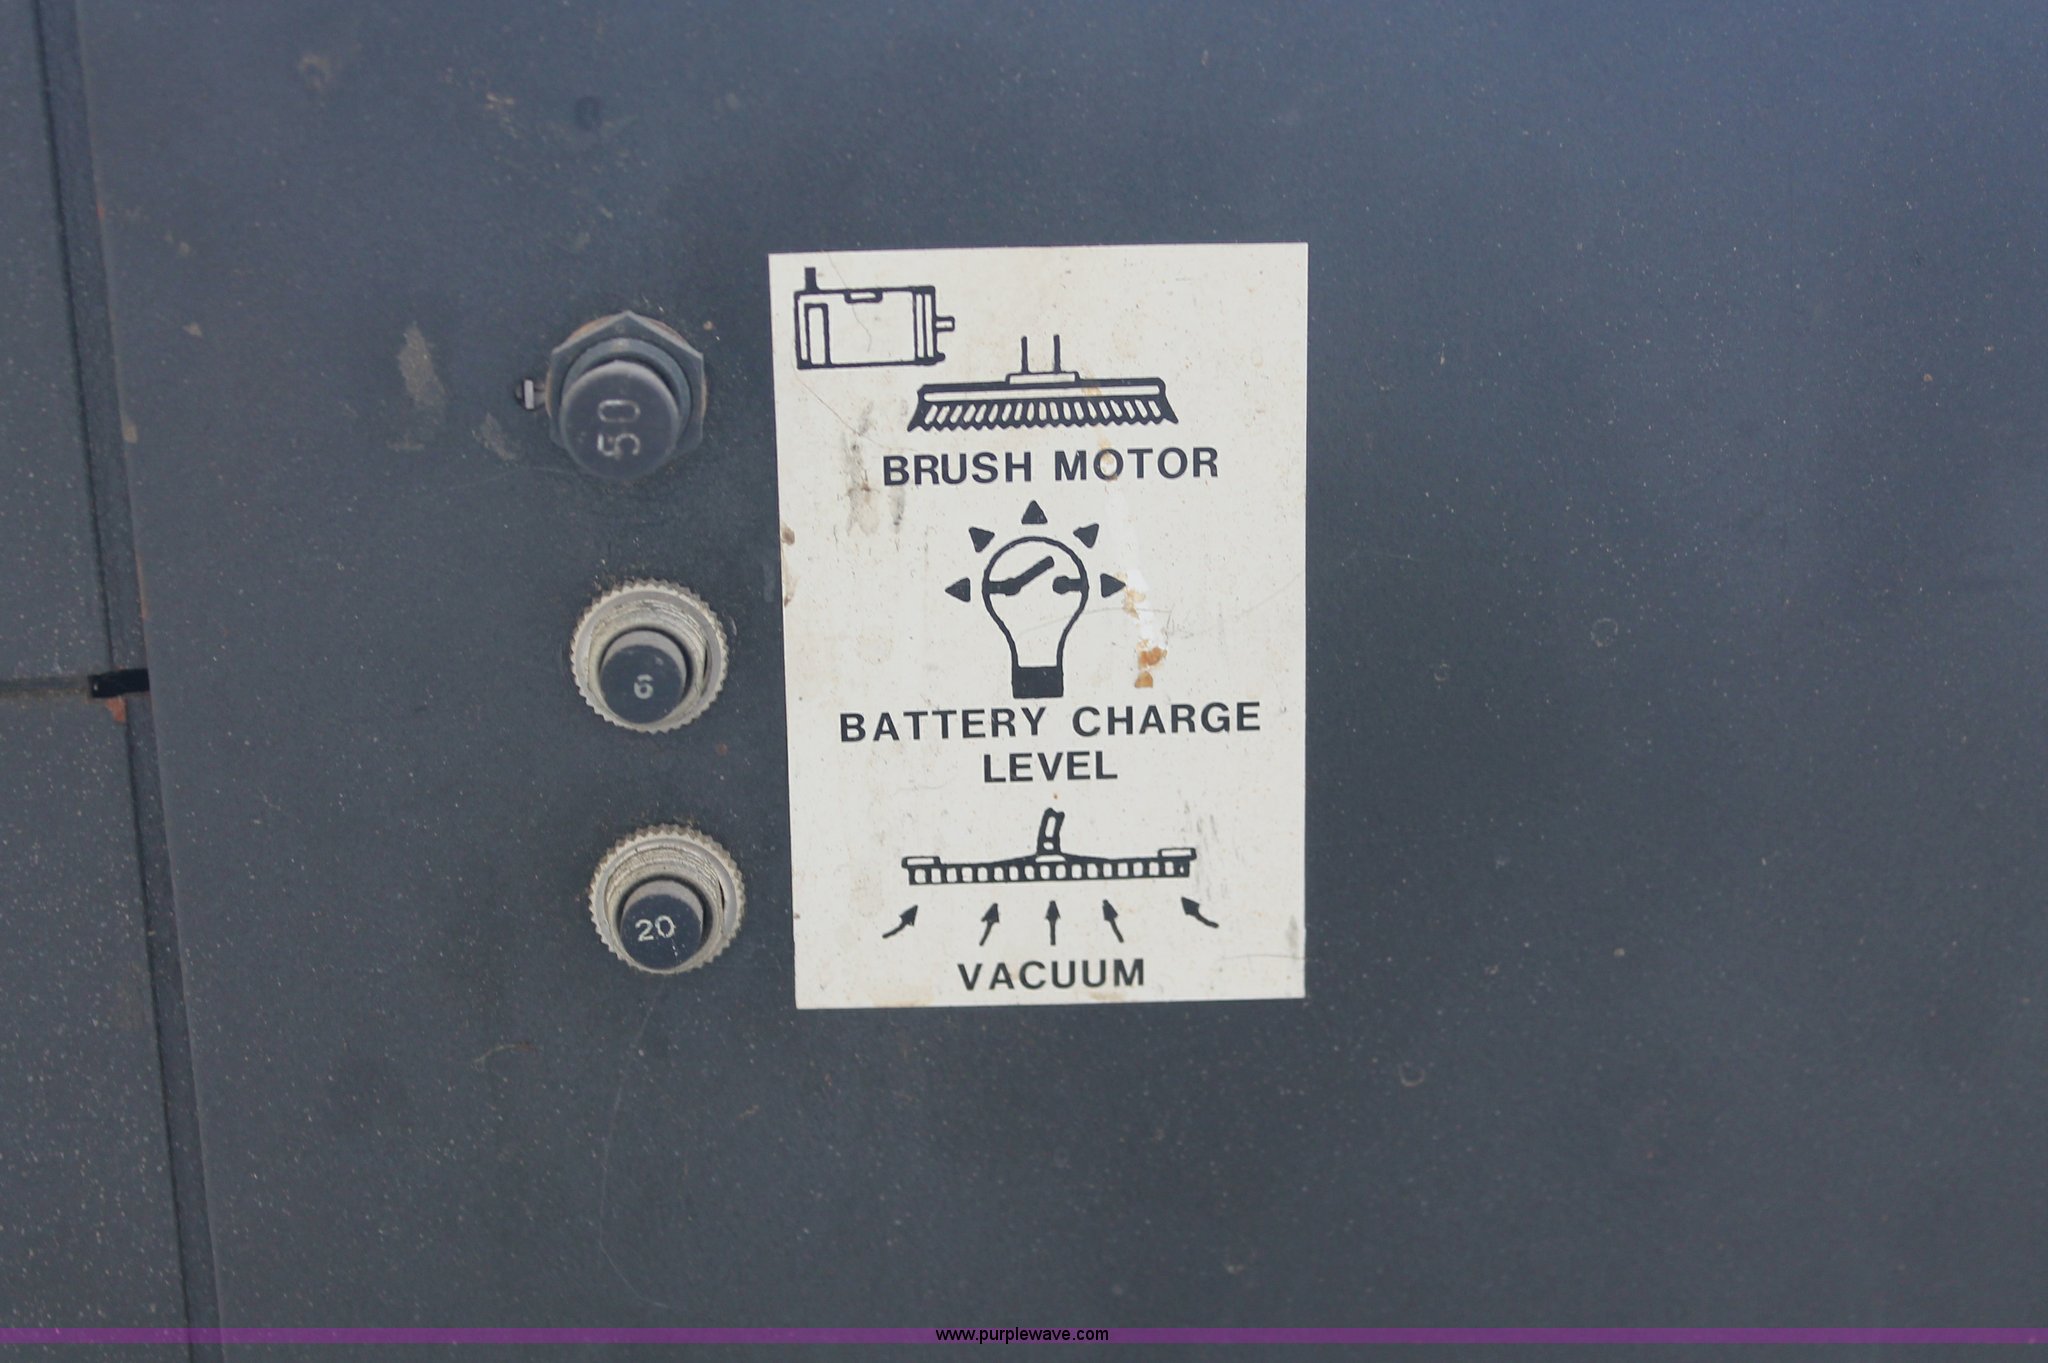 50
BRUSH MOTOR
6
BATTERY CHARGE
LEVEL
20
VACUUM
www.purplewave.com